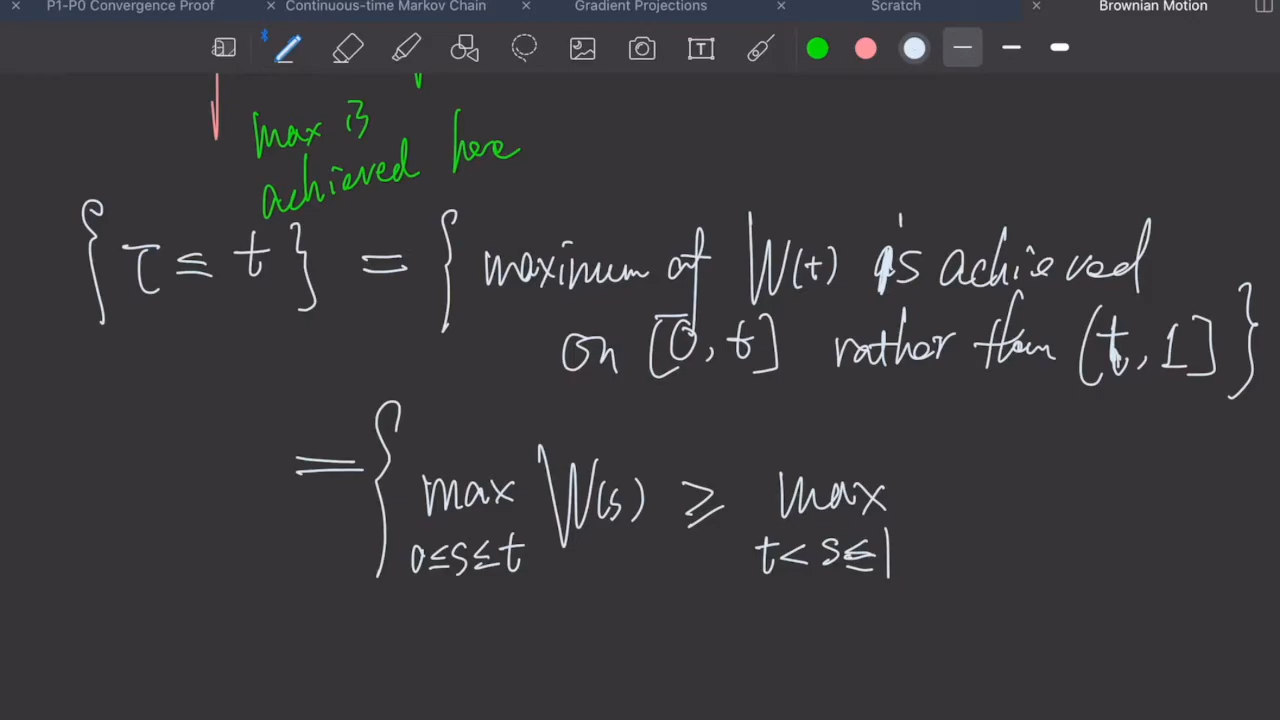 P1-P0 Convergence Proof × Continuous-time Markov Chain × Gradient Projections × Scratch × Brownian Motion
max is
achieved here
{τ ≤ t} = { maximum of W(t) is achieved
on [0, t] rather than (t, 1] }
= { max W(s) ≥ max
0≤s≤t t<s≤1